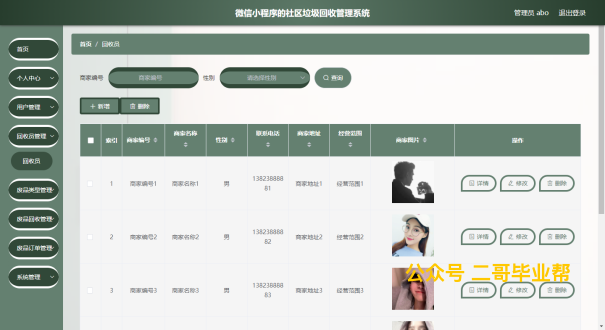 微信小程序的社区垃圾回收管理系统
管理员 abo 退出登录
首页
个人中心
用户管理
回收员管理
回收员
废品类型管理
废品回收管理
废品订单管理
系统管理
首页 / 回收员
商家编号 商家编号 性别 请选择性别 查询
新增 删除
索引 商家编号 商家名称 性别 联系电话 商家地址 经营范围 商家图片 操作
1 商家编号1 商家名称1 男 13823888881 商家地址1 经营范围1 详情 修改 删除
2 商家编号2 商家名称2 男 13823888882 商家地址2 经营范围2 详情 修改 删除
公众号 二哥毕业帮
3 商家编号3 商家名称3 男 13823888883 商家地址3 经营范围3 详情 修改 删除